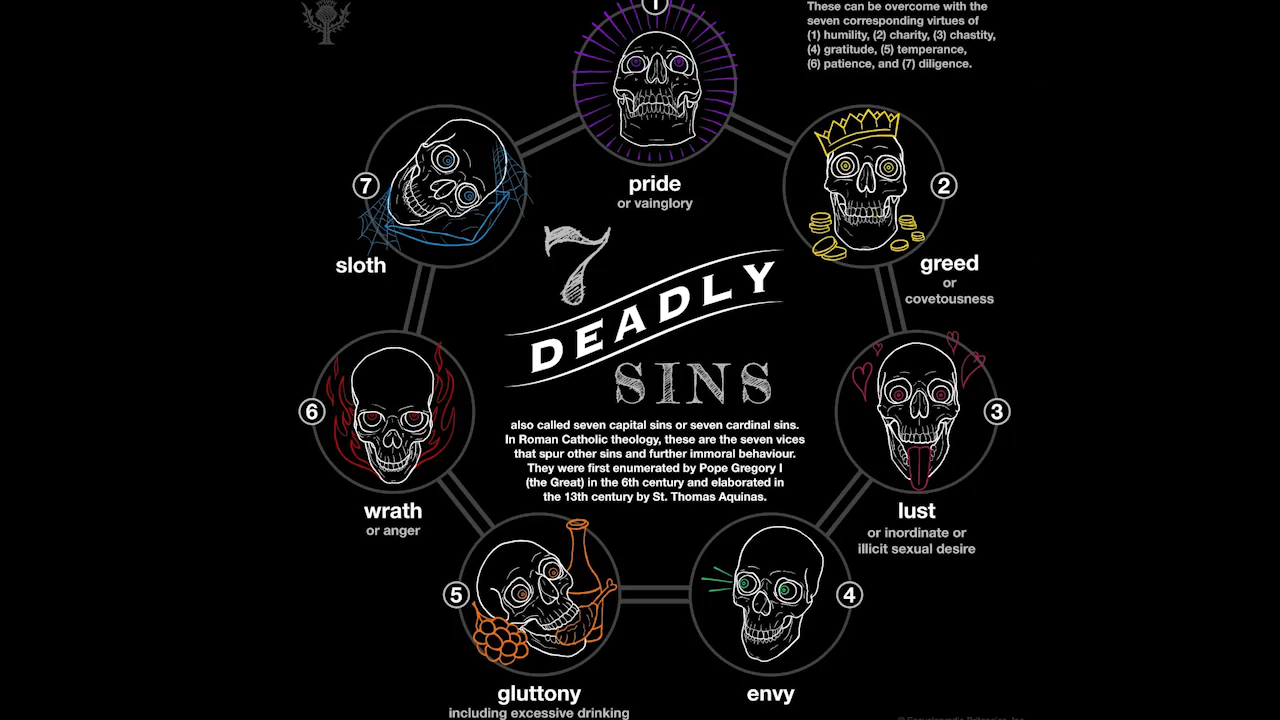 1
These can be overcome with the
seven corresponding virtues of
(1) humility, (2) charity, (3) chastity,
(4) gratitude, (5) temperance,
(6) patience, and (7) diligence.
pride
or vainglory
2
greed
or
covetousness
3
lust
or inordinate or
illicit sexual desire
4
envy
5
gluttony
including excessive drinking
6
wrath
or anger
7
sloth
7
DEADLY
SINS
also called seven capital sins or seven cardinal sins.
In Roman Catholic theology, these are the seven vices
that spur other sins and further immoral behaviour.
They were first enumerated by Pope Gregory I
(the Great) in the 6th century and elaborated in
the 13th century by St. Thomas Aquinas.